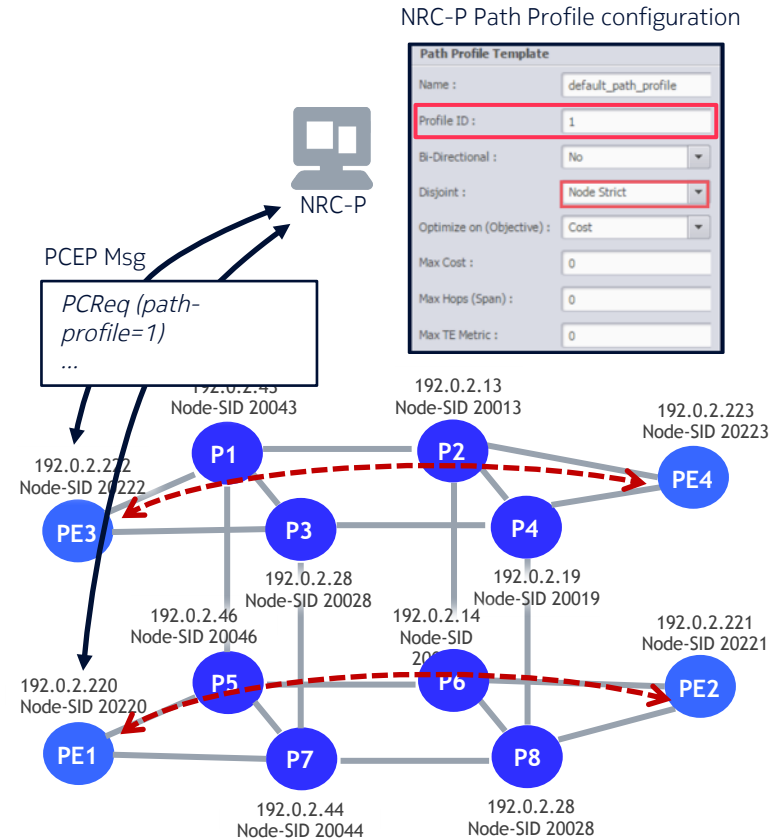 NRC-P Path Profile configuration
Path Profile Template
Name : default_path_profile
Profile ID : 1
Bi-Directional : No
Disjoint : Node Strict
Optimize on (Objective) : Cost
Max Cost : 0
Max Hops (Span) : 0
Max TE Metric : 0
NRC-P
PCEP Msg
PCReq (path-
profile=1)
...
192.0.2.43
Node-SID 20043
192.0.2.13
Node-SID 20013
192.0.2.223
Node-SID 20223
192.0.2.222
Node-SID 20222
P1
P2
PE4
PE3
P3
P4
192.0.2.28
Node-SID 20028
192.0.2.19
Node-SID 20019
192.0.2.46
Node-SID 20046
192.0.2.14
Node-SID
192.0.2.221
Node-SID 20221
192.0.2.220
Node-SID 20220
P5
P6
PE2
PE1
P7
P8
192.0.2.44
Node-SID 20044
192.0.2.28
Node-SID 20028